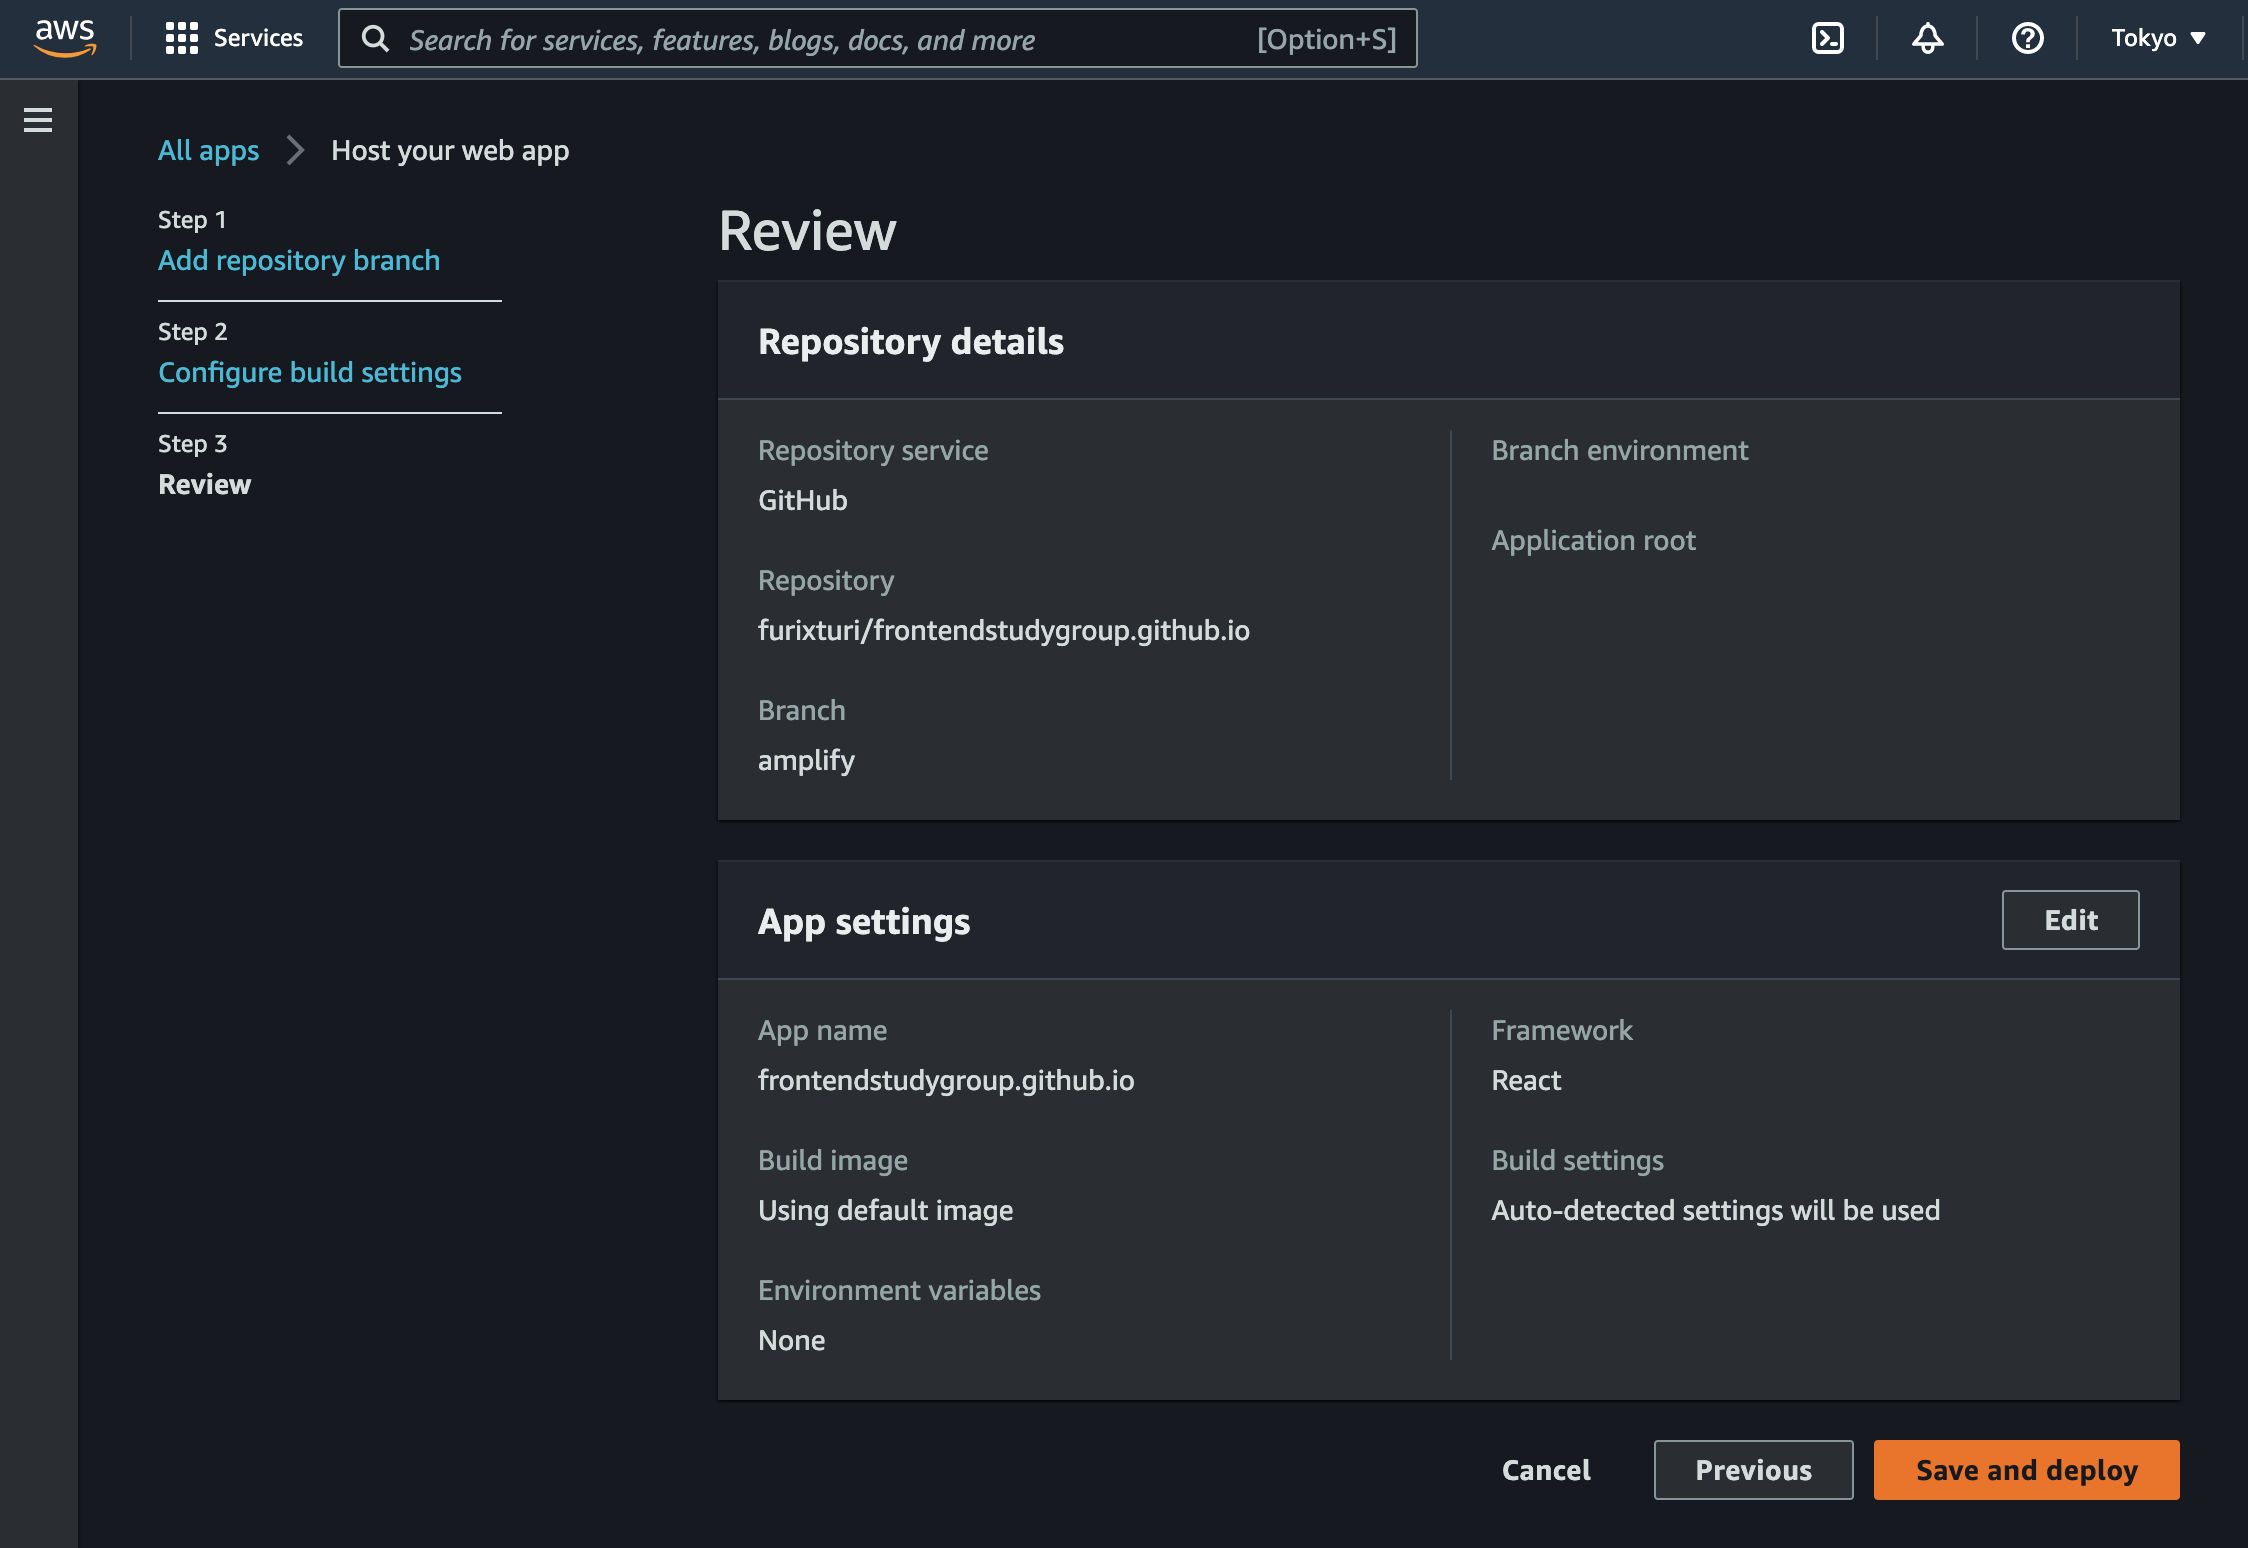 aws
Services
Search for services, features, blogs, docs, and more
[Option+S]
Tokyo
All apps
Host your web app
Step 1
Add repository branch
Step 2
Configure build settings
Step 3
Review
Review
Repository details
Repository service
GitHub
Repository
furixturi/frontendstudygroup.github.io
Branch
amplify
Branch environment
Application root
App settings
Edit
App name
frontendstudygroup.github.io
Build image
Using default image
Environment variables
None
Framework
React
Build settings
Auto-detected settings will be used
Cancel
Previous
Save and deploy